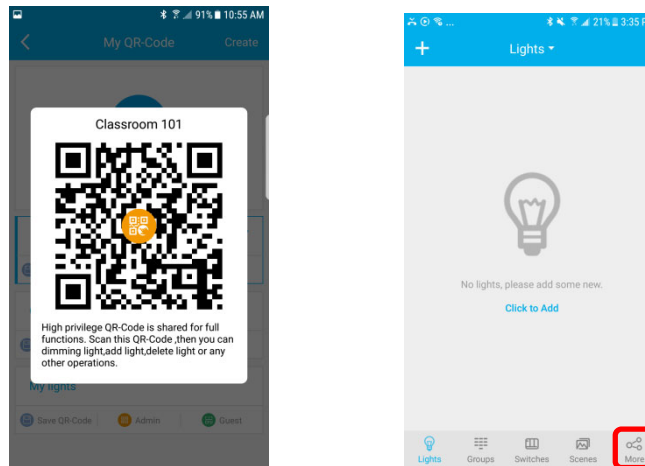 91% 10:55 AM
My QR-Code
Create
Classroom 101
High privilege QR-Code is shared for full
functions. Scan this QR-Code ,then you can
dimming light,add light,delete light or any
other operations.
My lights
Save QR-Code
Admin
Guest
... 21% 3:35 P
+ Lights
No lights, please add some new.
Click to Add
Lights
Groups
Switches
Scenes
More